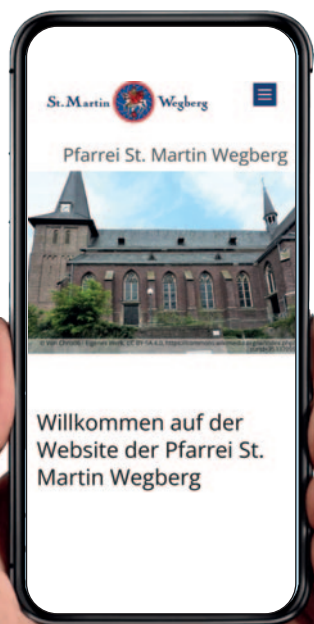 St. Martin Wegberg
Pfarrei St. Martin Wegberg
Willkommen auf der
Website der Pfarrei St.
Martin Wegberg